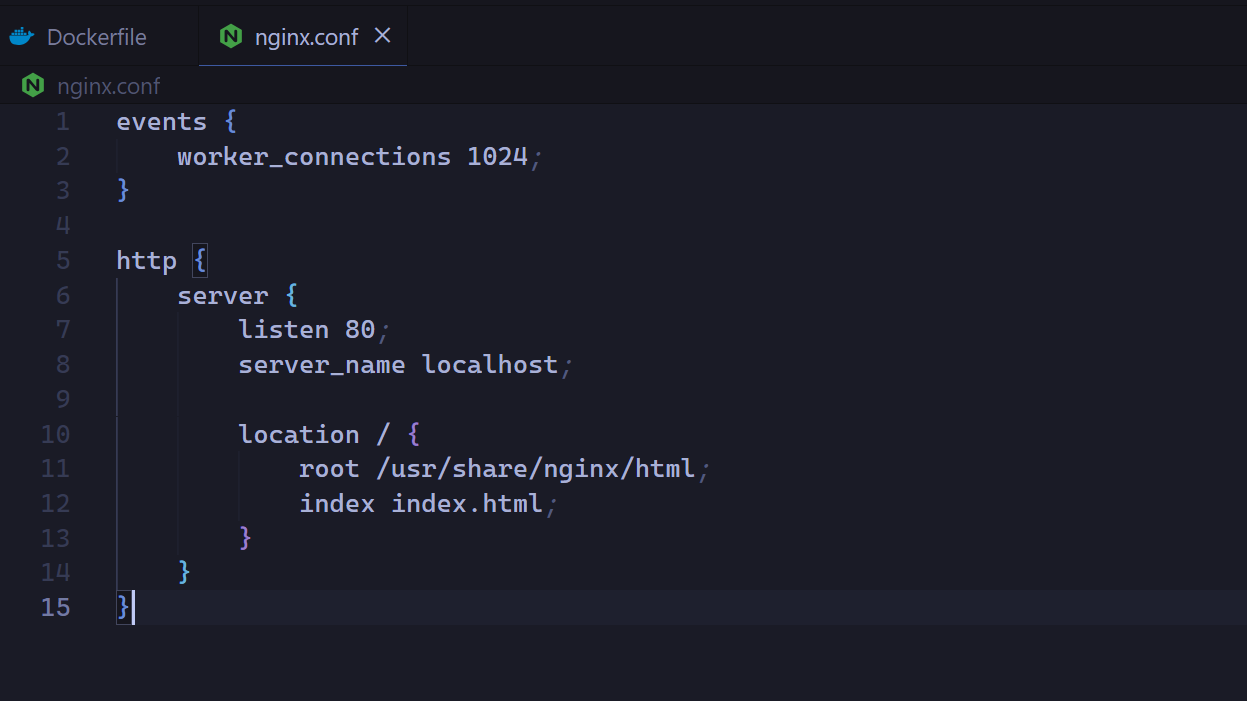 Dockerfile
nginx.conf
nginx.conf
1 events {
2     worker_connections 1024;
3 }
4
5 http {
6     server {
7         listen 80;
8         server_name localhost;
9
10         location / {
11             root /usr/share/nginx/html;
12             index index.html;
13         }
14     }
15 }